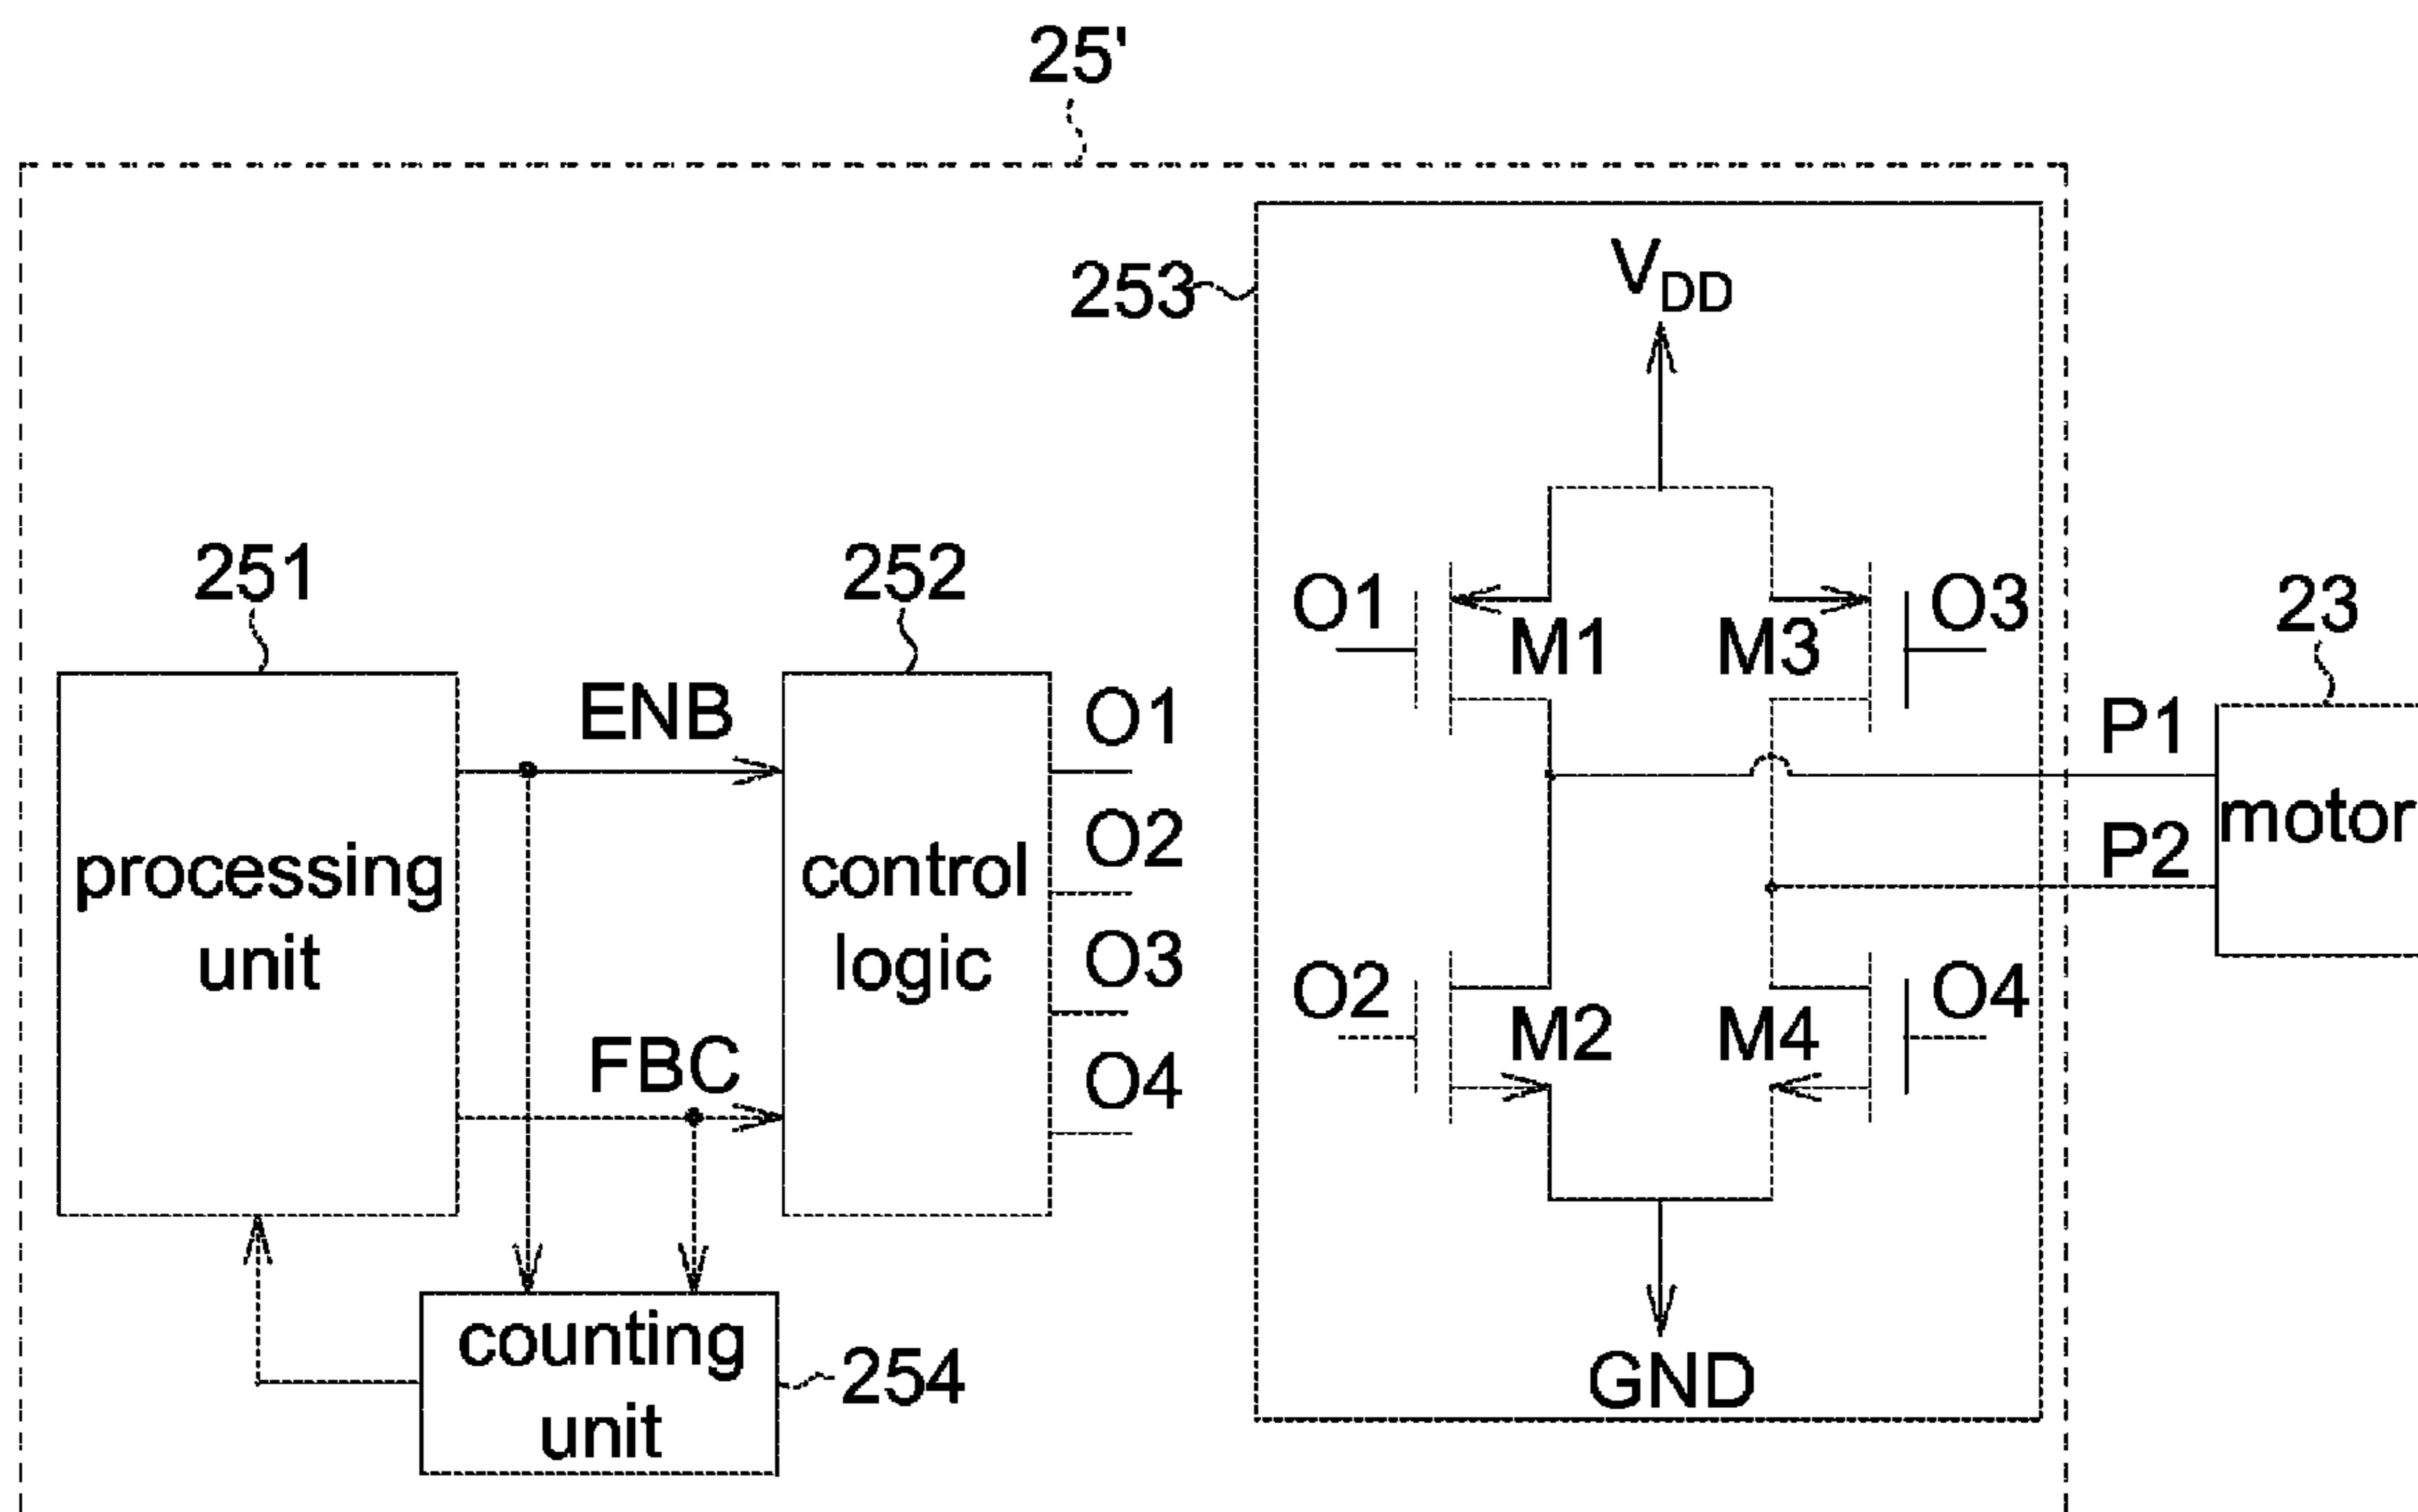 25'
253
VDD
251
252
O1
M1
M3
O3
23
ENB
O1
P1
processing
unit
control
logic
O2
P2
motor
O3
O2
M2
M4
O4
FBC
O4
counting
unit
254
GND